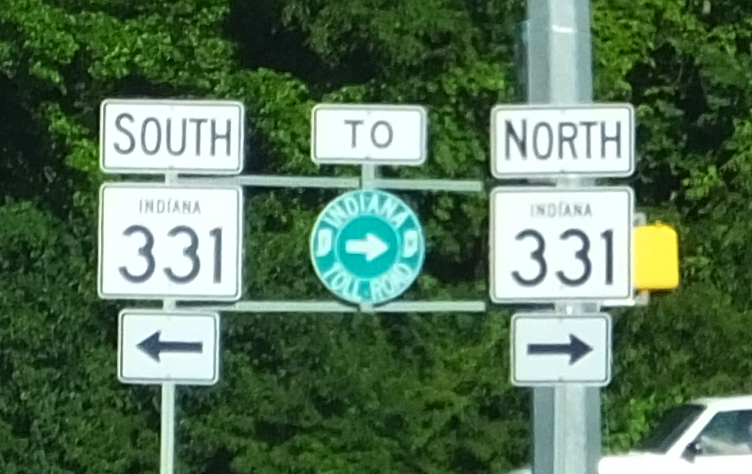 SOUTH
INDIANA
331
TO
INDIANA
TOLL ROAD
NORTH
INDIANA
331